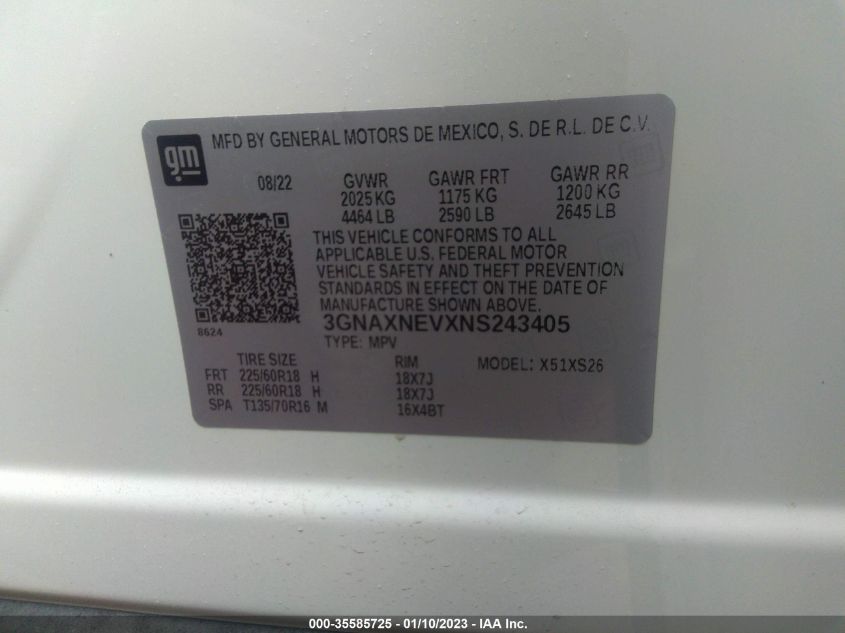 gm
MFD BY GENERAL MOTORS DE MEXICO, S. DE R.L. DE C.V.
08/22 GVWR GAWR FRT GAWR RR
2025 KG 1175 KG 1200 KG
4464 LB 2590 LB 2645 LB
THIS VEHICLE CONFORMS TO ALL
APPLICABLE U.S. FEDERAL MOTOR
VEHICLE SAFETY AND THEFT PREVENTION
STANDARDS IN EFFECT ON THE DATE OF
MANUFACTURE SHOWN ABOVE.
8624
3GNAXNEVXNS243405
TYPE: MPV
TIRE SIZE RIM MODEL: X51XS26
FRT 225/60R18 H 18X7J
RR 225/60R18 H 18X7J
SPA T135/70R16 M 16X4BT
000-35585725 - 01/10/2023 - IAA Inc.